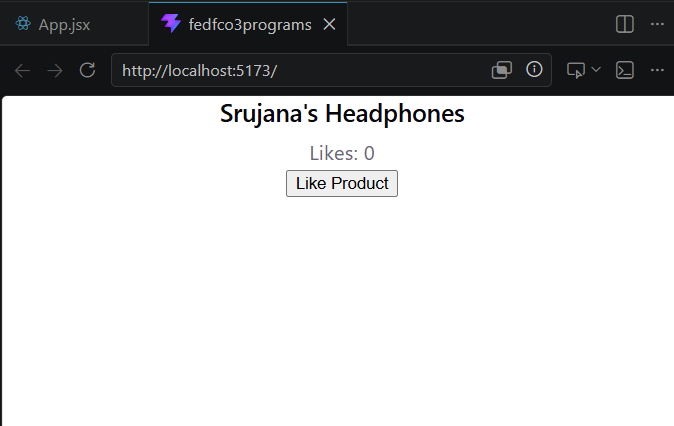 App.jsx
fedfco3programs
http://localhost:5173/
Srujana's Headphones
Likes: 0
Like Product